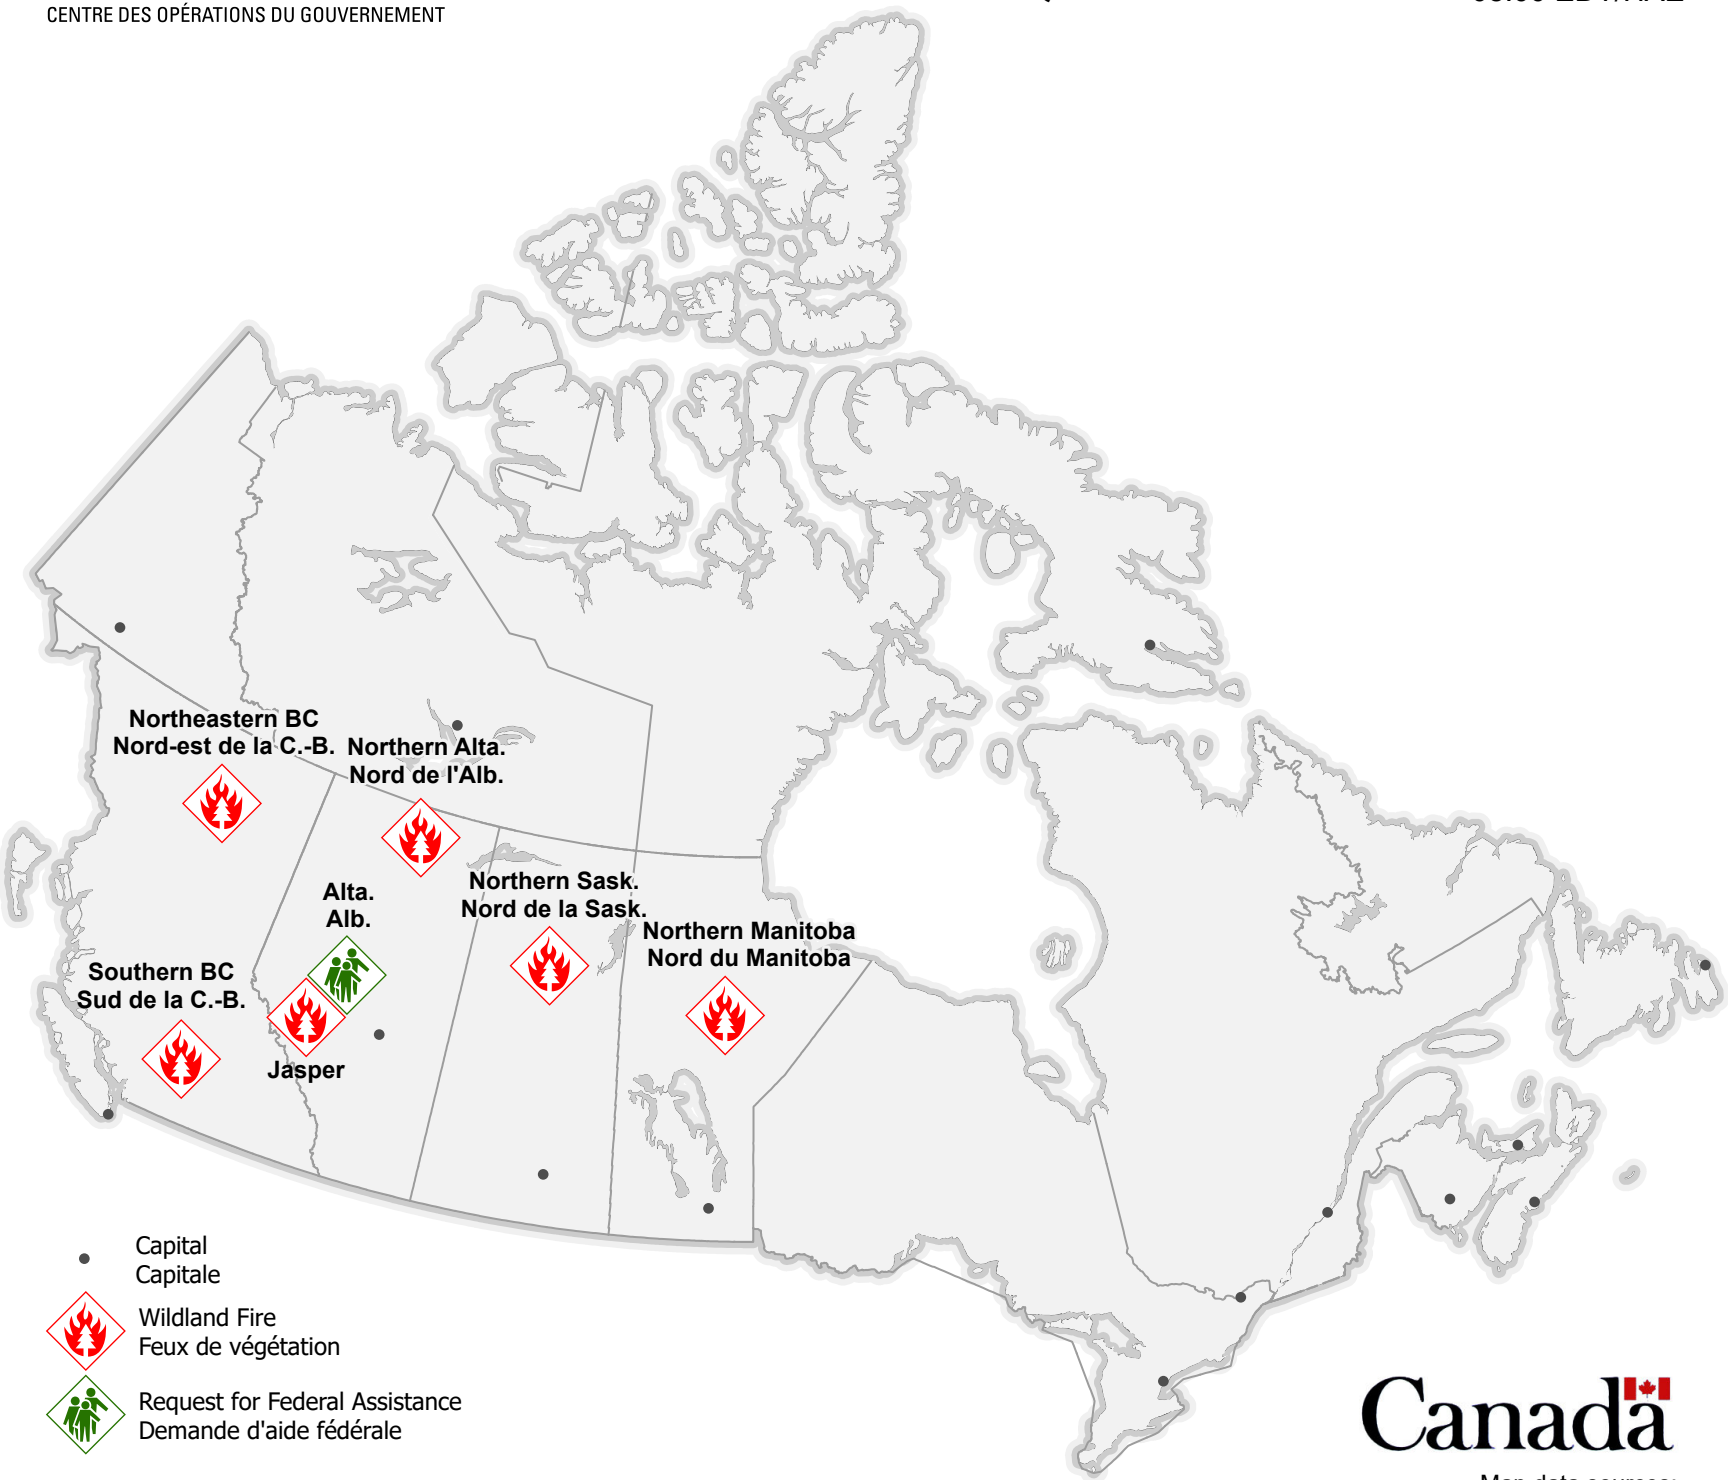 CENTRE DES OPÉRATIONS DU GOUVERNEMENT
Northeastern BC
Nord-est de la C.-B.
Northern Alta.
Nord de l'Alb.
Alta.
Alb.
Northern Sask.
Nord de la Sask.
Northern Manitoba
Nord du Manitoba
Southern BC
Sud de la C.-B.
Jasper
Capital
Capitale
Wildland Fire
Feux de végétation
Request for Federal Assistance
Demande d'aide fédérale
Canada